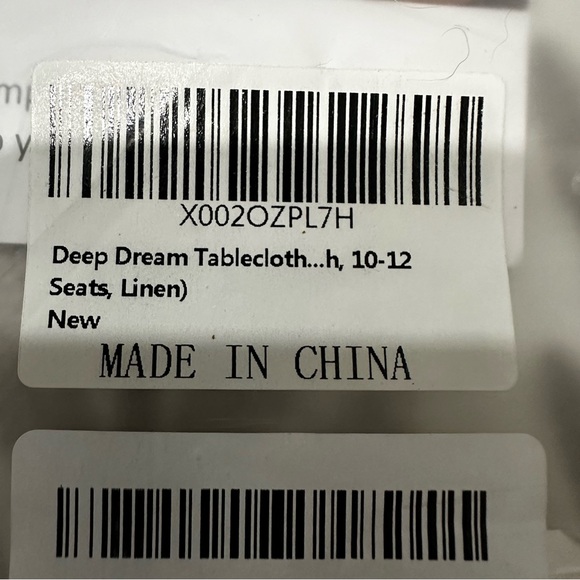 X002OZPL7H
Deep Dream Tablecloth...h, 10-12
Seats, Linen)
New
MADE IN CHINA